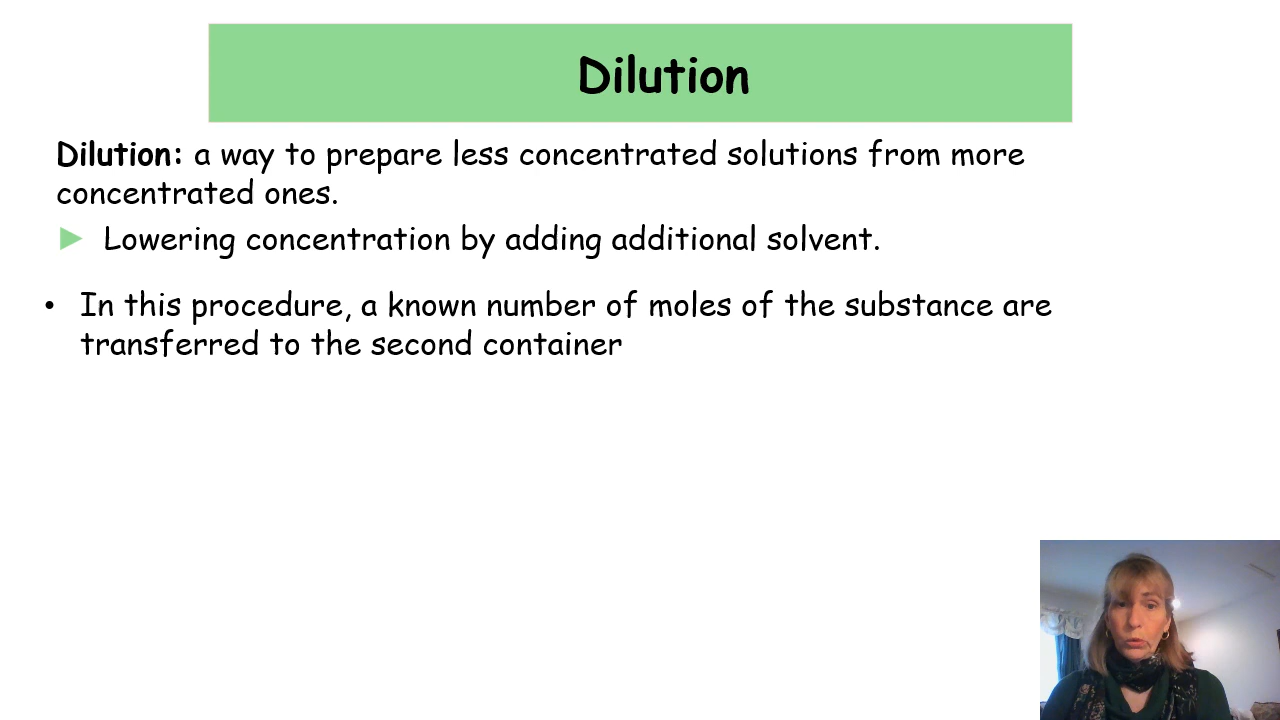 Dilution
Dilution: a way to prepare less concentrated solutions from more
concentrated ones.
Lowering concentration by adding additional solvent.
• In this procedure, a known number of moles of the substance are
transferred to the second container